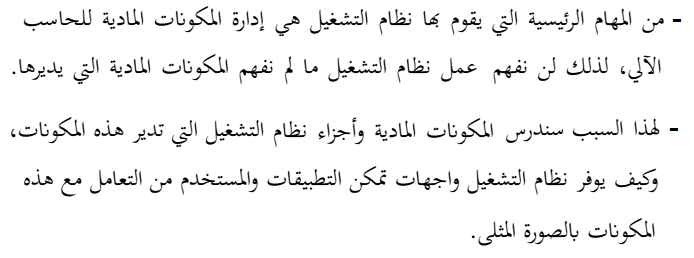 - من المهام الرئيسية التي يقوم بها نظام التشغيل هي إدارة المكونات المادية للحاسب
الآلي، لذلك لن نفهم عمل نظام التشغيل ما لم نفهم المكونات المادية التي يديرها.
- لهذا السبب سندرس المكونات المادية وأجزاء نظام التشغيل التي تدير هذه المكونات،
وكيف يوفر نظام التشغيل واجهات تمكن التطبيقات والمستخدم من التعامل مع هذه
المكونات بالصورة المثلى.